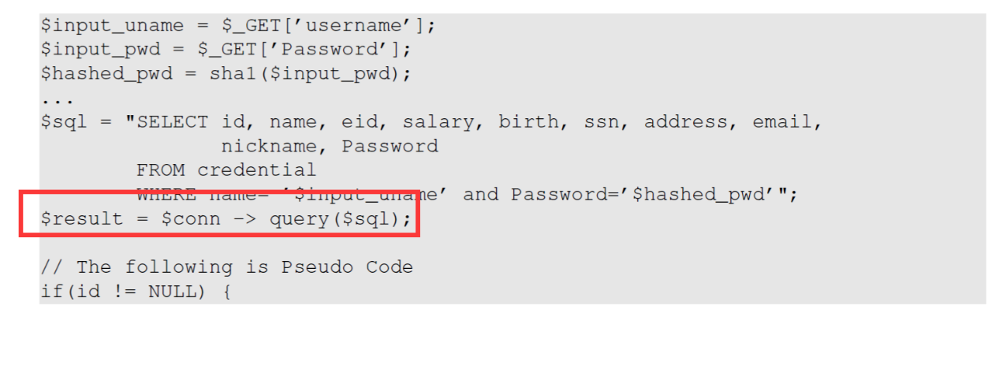 $input_uname = $_GET['username'];
$input_pwd = $_GET['Password'];
$hashed_pwd = sha1($input_pwd);
...
$sql = "SELECT id, name, eid, salary, birth, ssn, address, email,
nickname, Password
FROM credential
WHERE name= '$input_uname' and Password='$hashed_pwd'";
$result = $conn -> query($sql);
// The following is Pseudo Code
if(id != NULL) {